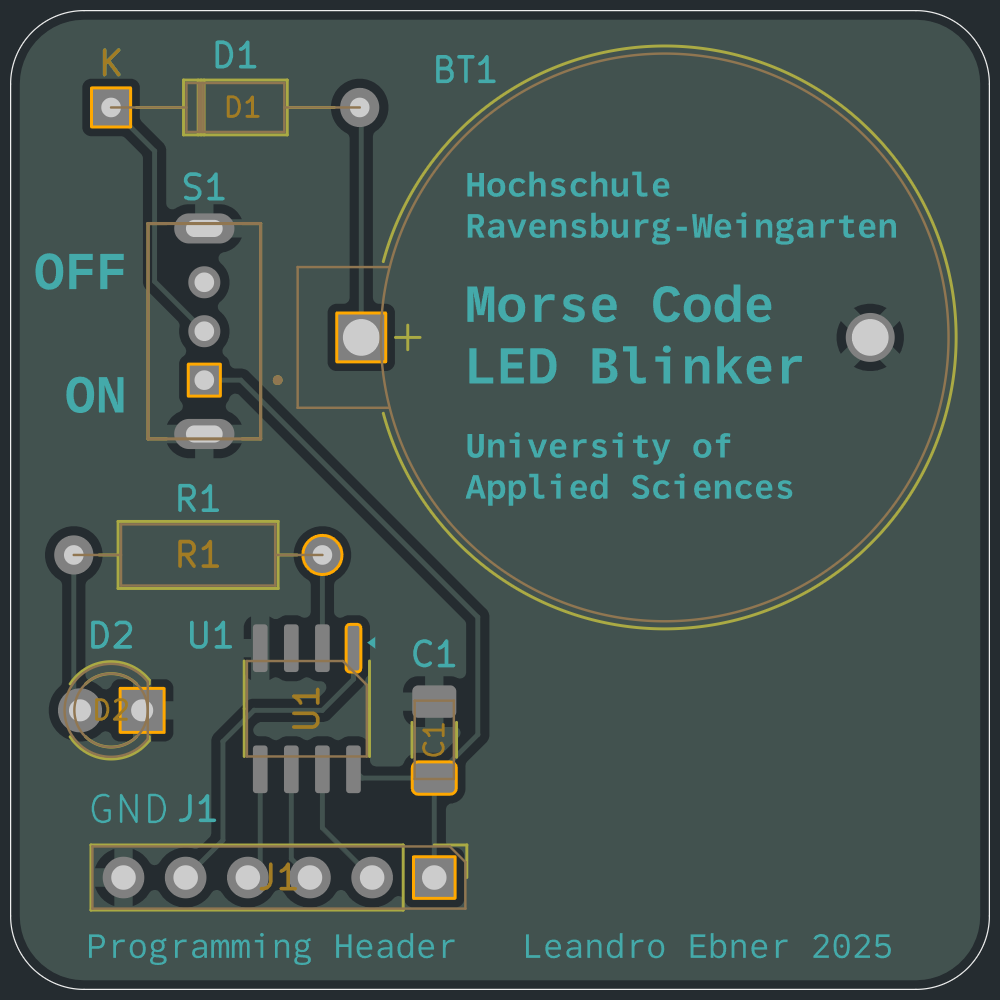 K
D1
BT1
D1
S1
Hochschule
Ravensburg-Weingarten
OFF
Morse Code
LED Blinker
+
ON
University of
Applied Sciences
R1
R1
D2
U1
C1
D2
U1
C1
GND J1
J1
Programming Header
Leandro Ebner 2025